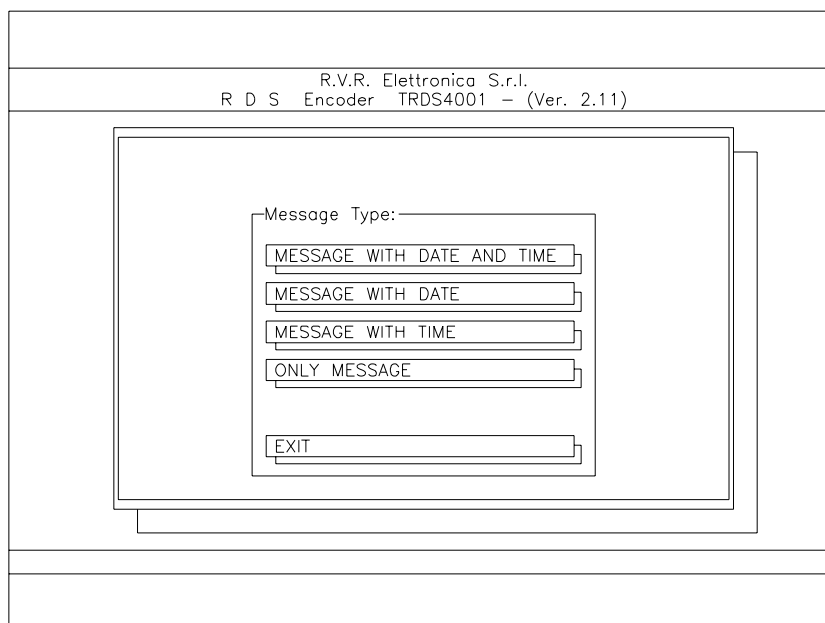 R.V.R. Elettronica S.r.l.
R D S Encoder TRDS4001 - (Ver. 2.11)
Message Type:
MESSAGE WITH DATE AND TIME
MESSAGE WITH DATE
MESSAGE WITH TIME
ONLY MESSAGE
EXIT